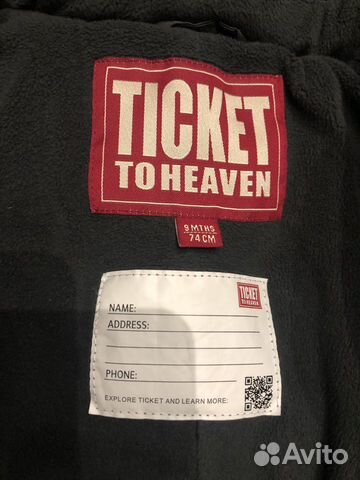 TICKET
TO HEAVEN
9 MTHS
74 CM
TICKET
TO HEAVEN
NAME:
ADDRESS:
PHONE:
EXPLORE TICKET AND LEARN MORE:
Avito